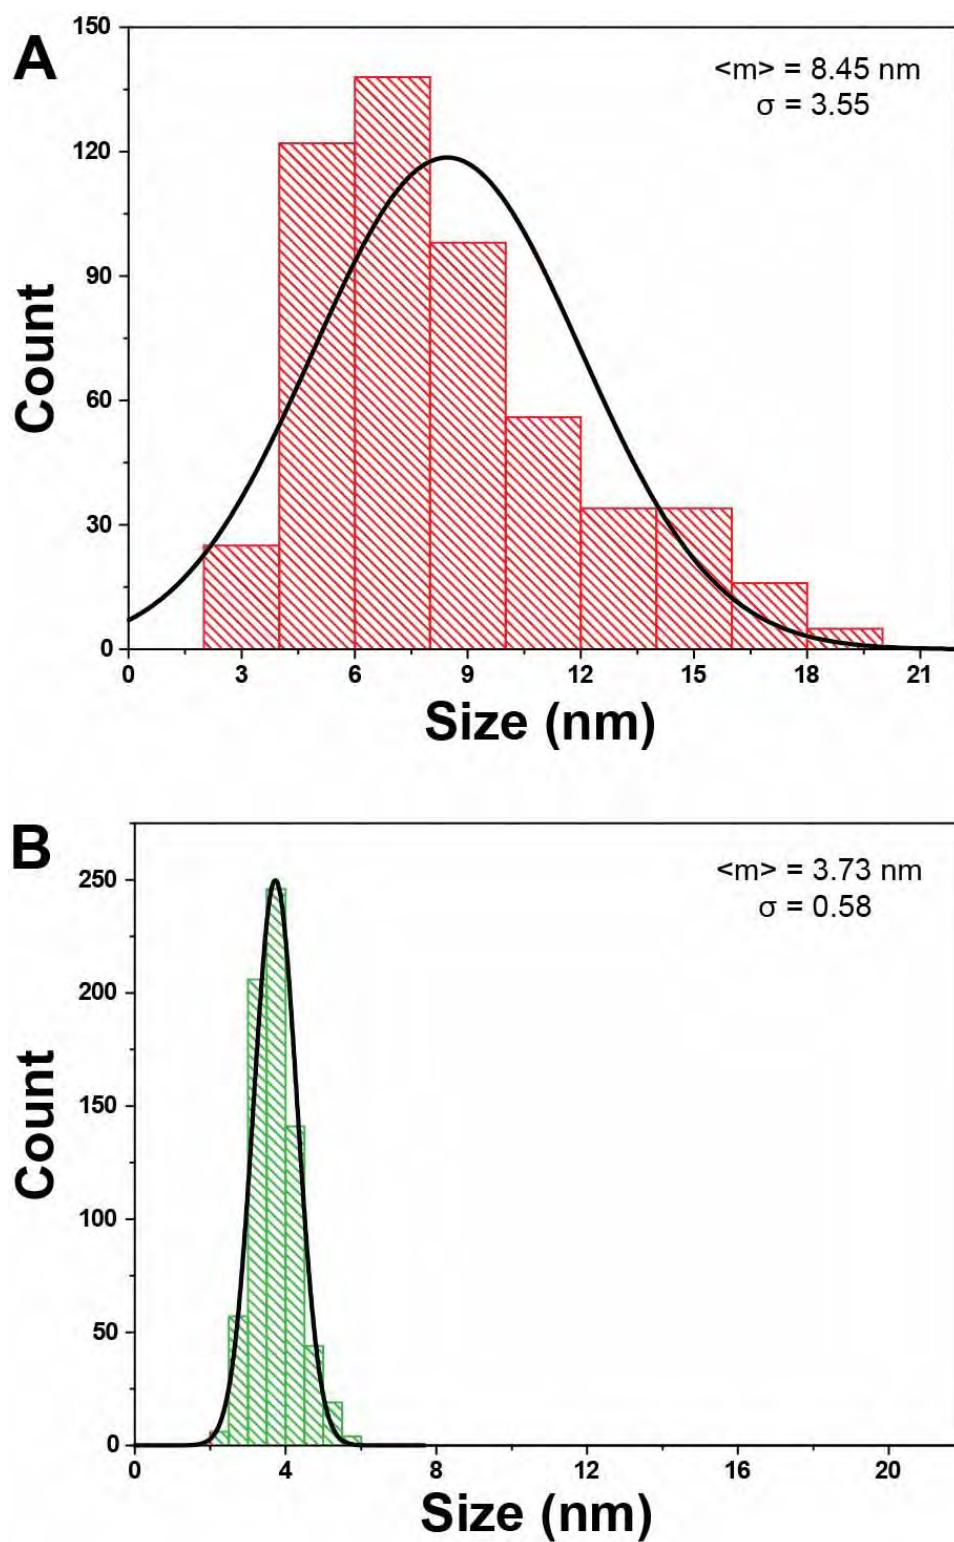 A
<m> = 8.45 nm
σ = 3.55
150
120
90
60
30
0
Count
0 3 6 9 12 15 18 21
Size (nm)
B
<m> = 3.73 nm
σ = 0.58
250
200
150
100
50
0
Count
0 4 8 12 16 20
Size (nm)